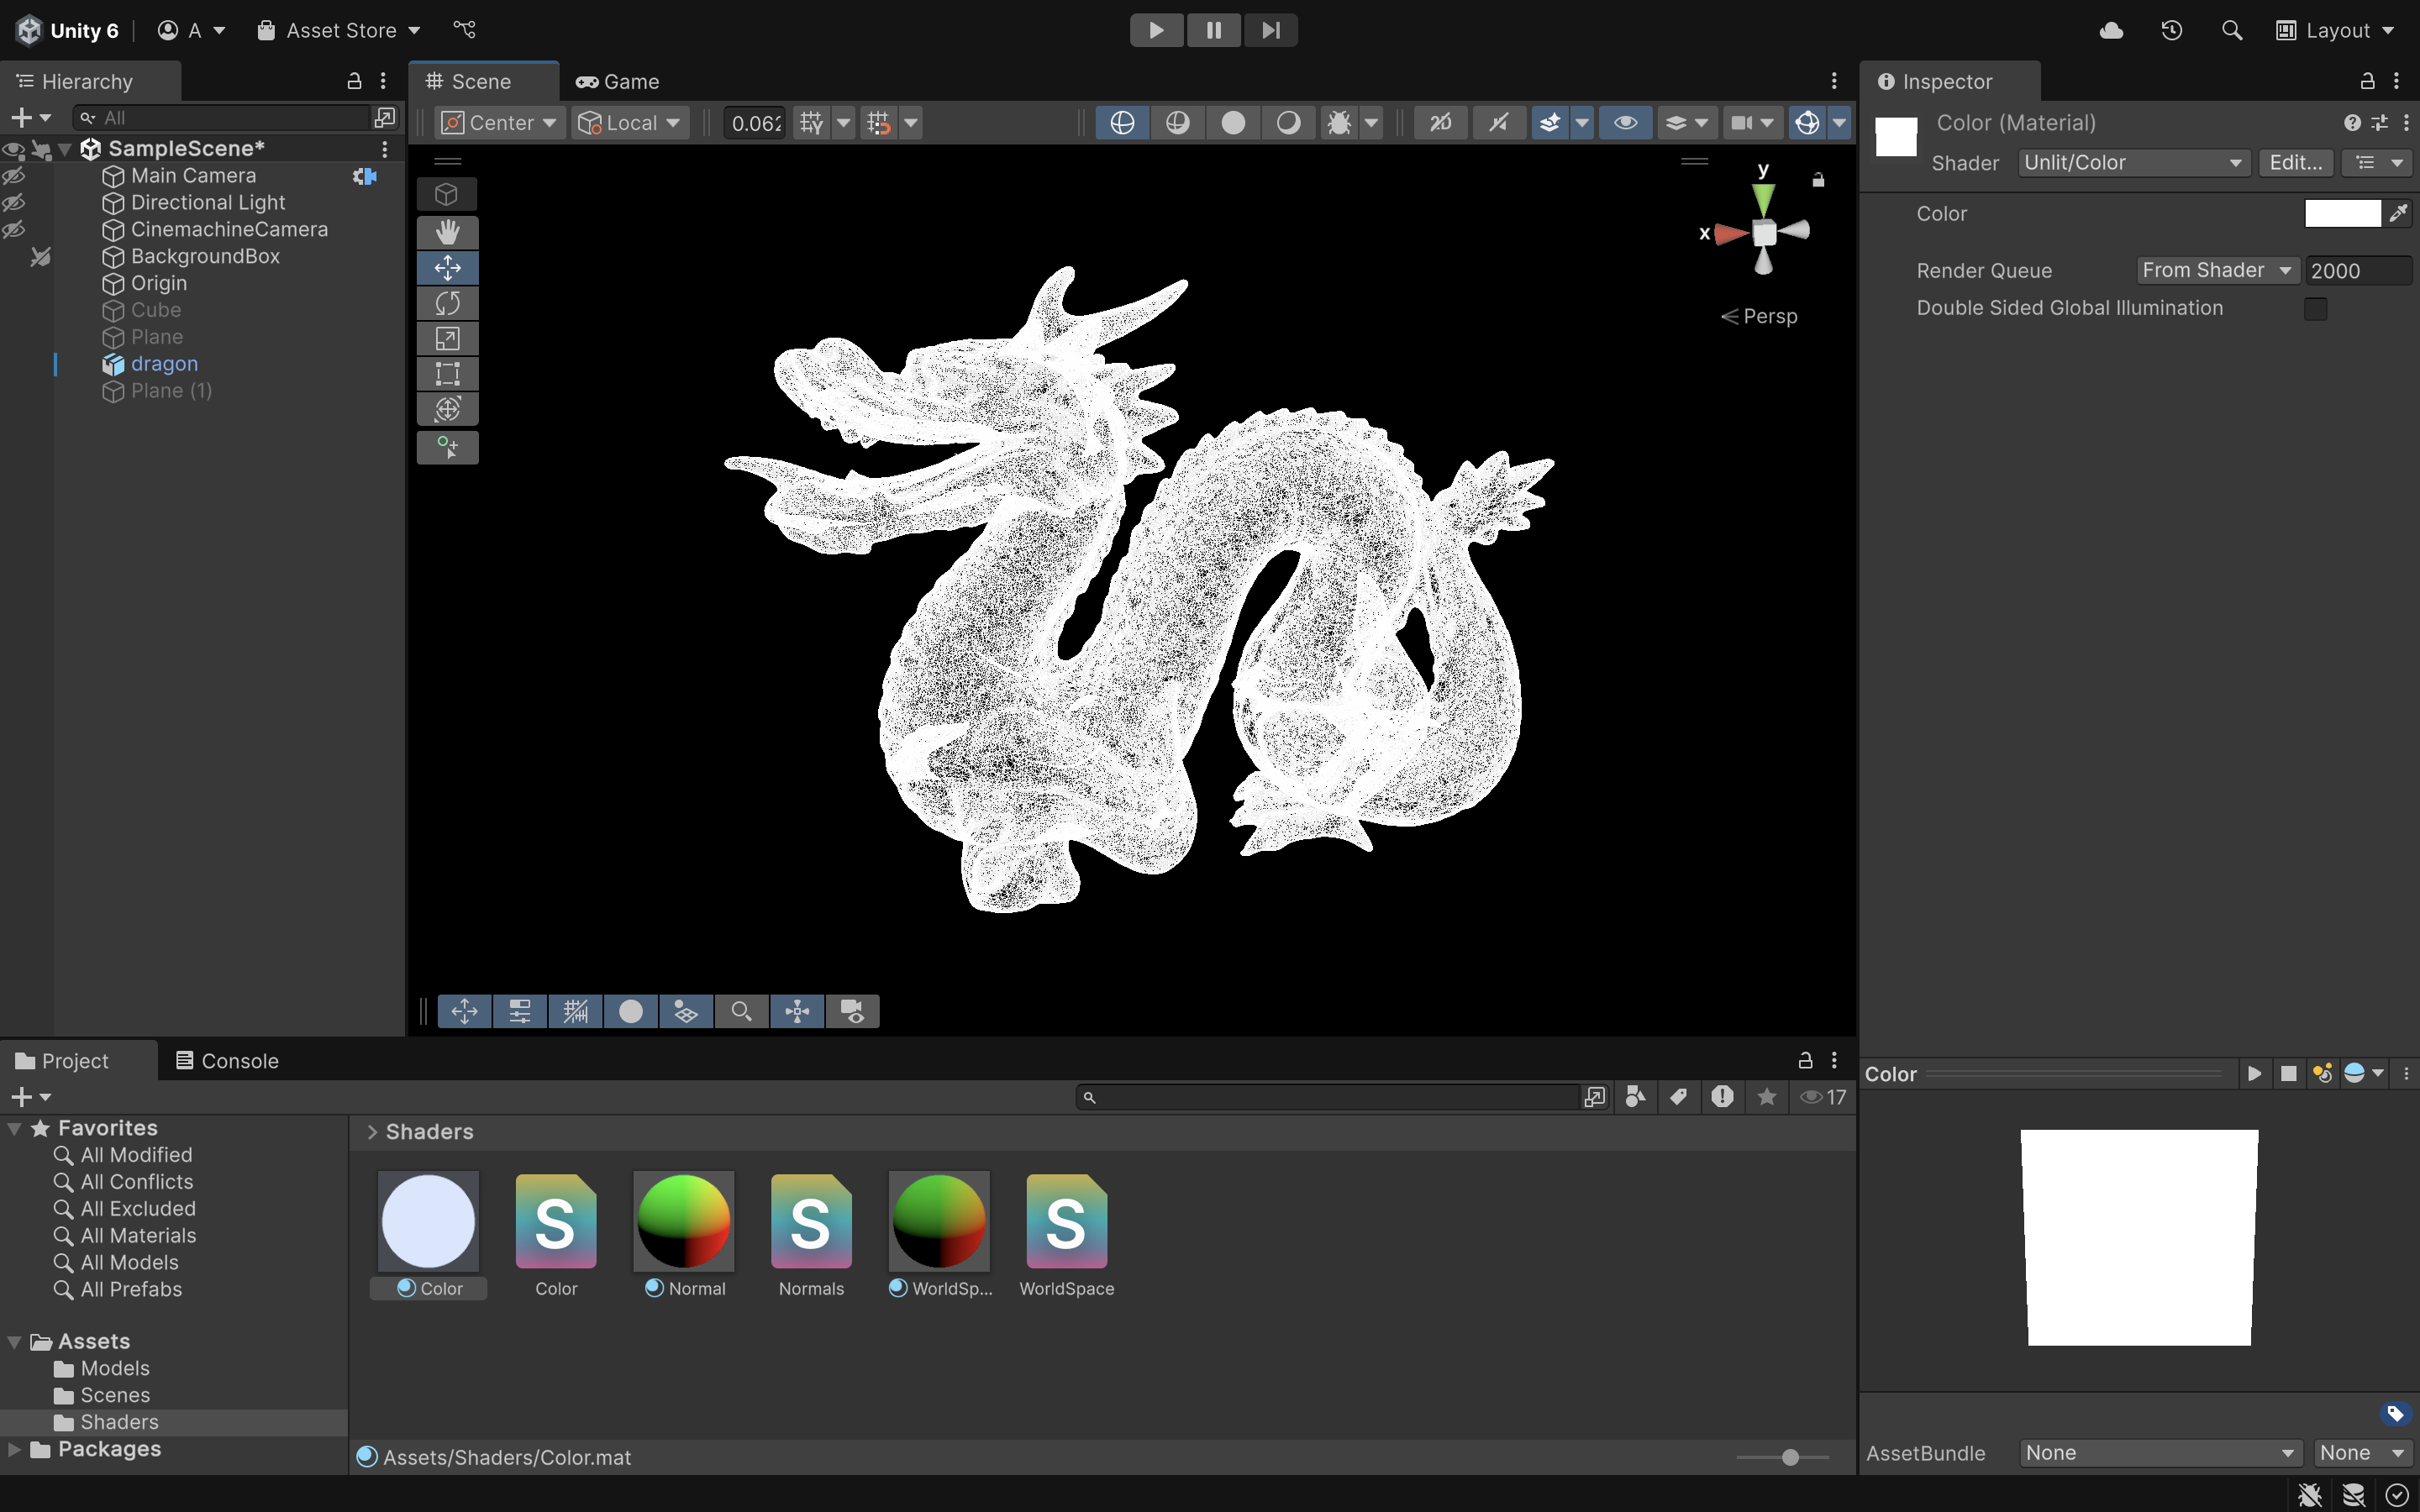 Unity 6
A
Asset Store
Layout
Hierarchy
All
SampleScene*
Main Camera
Directional Light
CinemachineCamera
BackgroundBox
Origin
Cube
Plane
dragon
Plane (1)
Scene
Game
Center
Local
0.062
2D
y
x
Persp
Inspector
Color (Material)
Shader
Unlit/Color
Edit...
Color
Render Queue
From Shader
2000
Double Sided Global Illumination
Project
Console
17
Favorites
All Modified
All Conflicts
All Excluded
All Materials
All Models
All Prefabs
Assets
Models
Scenes
Shaders
Packages
Shaders
S
S
S
Color
Color
Normal
Normals
WorldSp...
WorldSpace
Assets/Shaders/Color.mat
Color
AssetBundle
None
None